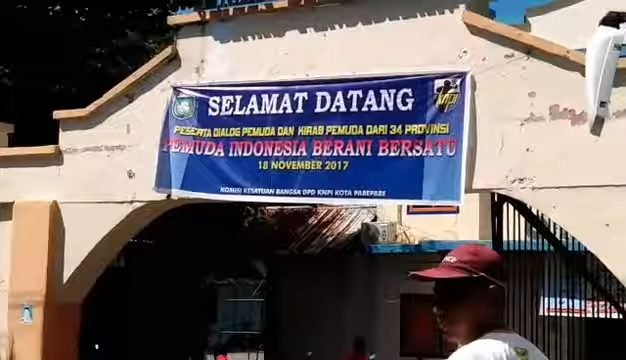 SELAMAT DATANG
knpi
PESERTA DIALOG PEMUDA DAN KIRAB PEMUDA DARI 34 PROVINSI
PEMUDA INDONESIA BERANI BERSATU
18 NOVEMBER 2017
KOMISI KESATUAN BANGSA DPD KNPI KOTA PAREPARE